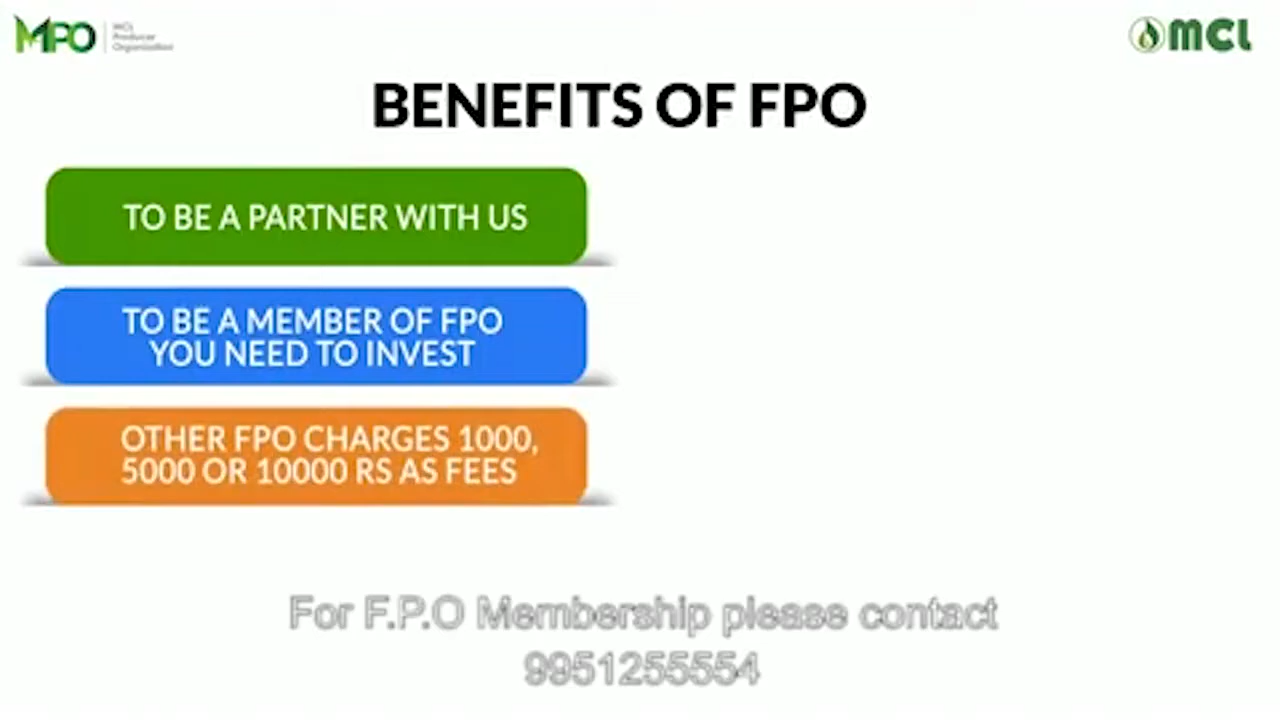 MPO
MCL
Producer
Organization
mcl
BENEFITS OF FPO
TO BE A PARTNER WITH US
TO BE A MEMBER OF FPO
YOU NEED TO INVEST
OTHER FPO CHARGES 1000,
5000 OR 10000 RS AS FEES
For F.P.O Membership please contact
9951255554